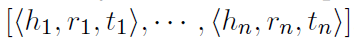 [⟨h₁, r₁, t₁⟩, ⋯ , ⟨hₙ, rₙ, tₙ⟩]